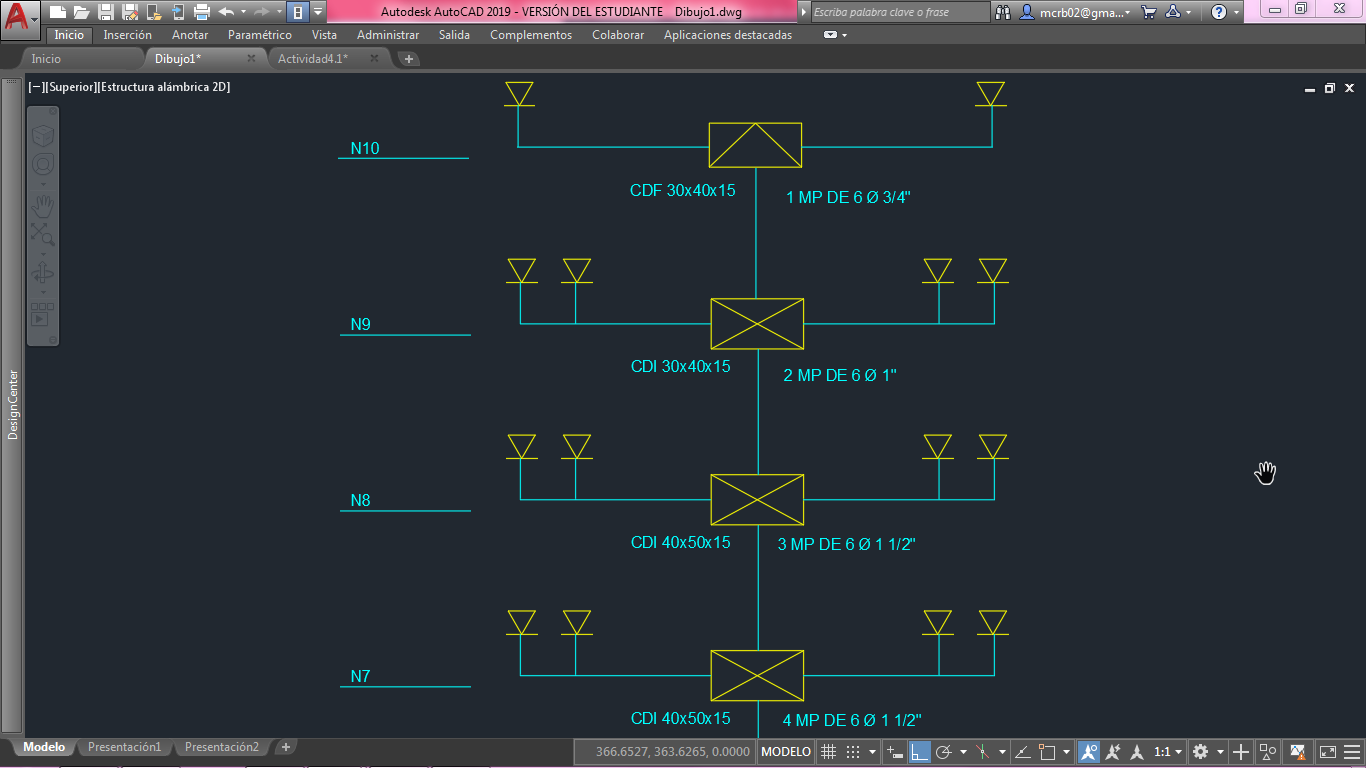 Autodesk AutoCAD 2019 - VERSIÓN DEL ESTUDIANTE Dibujo1.dwg
Escriba palabra clave o frase
mcrb02@gma...
Inicio Inserción Anotar Paramétrico Vista Administrar Salida Complementos Colaborar Aplicaciones destacadas
Inicio Dibujo1* Actividad4.1*
[−][Superior][Estructura alámbrica 2D]
N10
CDF 30x40x15
1 MP DE 6 Ø 3/4"
N9
CDI 30x40x15
2 MP DE 6 Ø 1"
DesignCenter
N8
CDI 40x50x15
3 MP DE 6 Ø 1 1/2"
N7
CDI 40x50x15
4 MP DE 6 Ø 1 1/2"
Modelo Presentación1 Presentación2
366.6527, 363.6265, 0.0000 MODELO 1:1